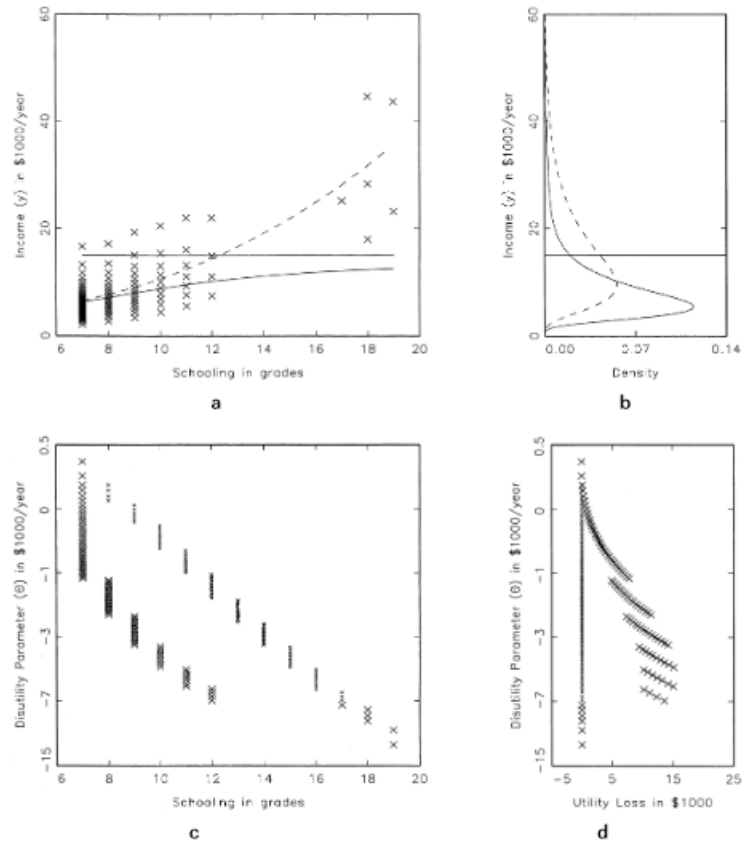 Income (y) in $1000/year
60
40
20
0
6 8 10 12 14 16 18 20
Schooling in grades
a
Income (y) in $1000/year
60
40
20
0
0.00 0.14
Density
b
Disutility Parameter (Θ) in $1000/year
0.5
0
-1
-3
-7
-15
6 8 10 12 14 16 18 20
Schooling in grades
c
Disutility Parameter (Θ) in $1000/year
0.5
0
-1
-3
-7
-15
-5 5 15 25
Utility Loss in $1000
d